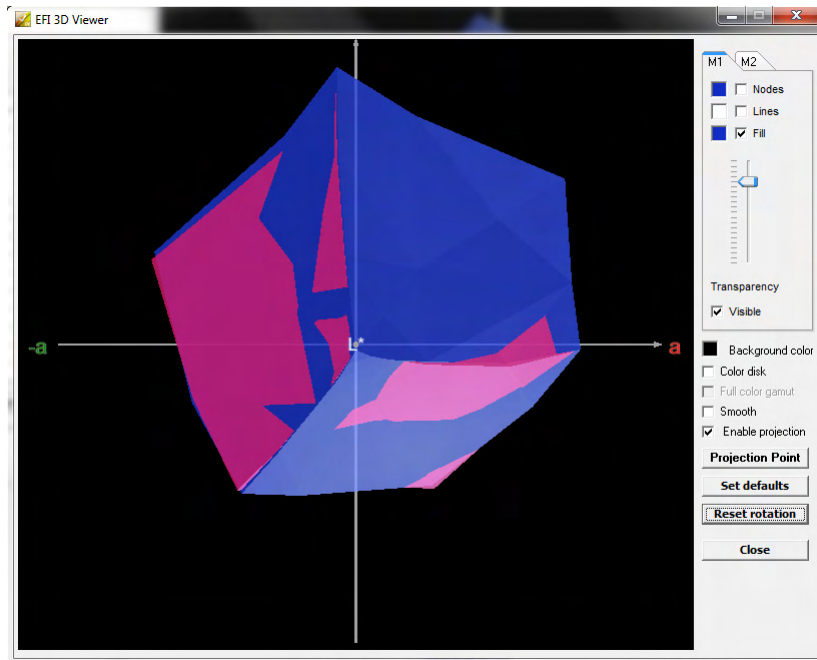 EFI 3D Viewer
M1 M2
Nodes
Lines
Fill
Transparency
Visible
Background color
Color disk
Full color gamut
Smooth
Enable projection
Projection Point
Set defaults
Reset rotation
Close
-a
L*
a